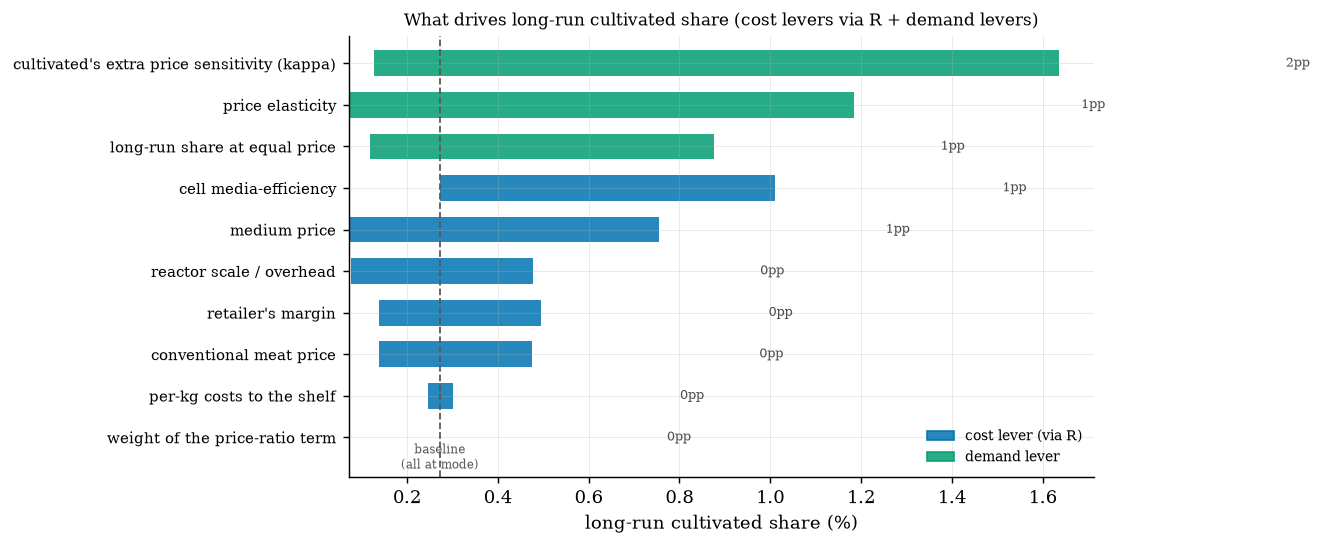 What drives long-run cultivated share (cost levers via R + demand levers)
cultivated's extra price sensitivity (kappa)
2pp
price elasticity
1pp
long-run share at equal price
1pp
cell media-efficiency
1pp
medium price
1pp
reactor scale / overhead
0pp
retailer's margin
0pp
conventional meat price
0pp
per-kg costs to the shelf
0pp
weight of the price-ratio term
0pp
baseline
(all at mode)
cost lever (via R)
demand lever
0.2 0.4 0.6 0.8 1.0 1.2 1.4 1.6
long-run cultivated share (%)